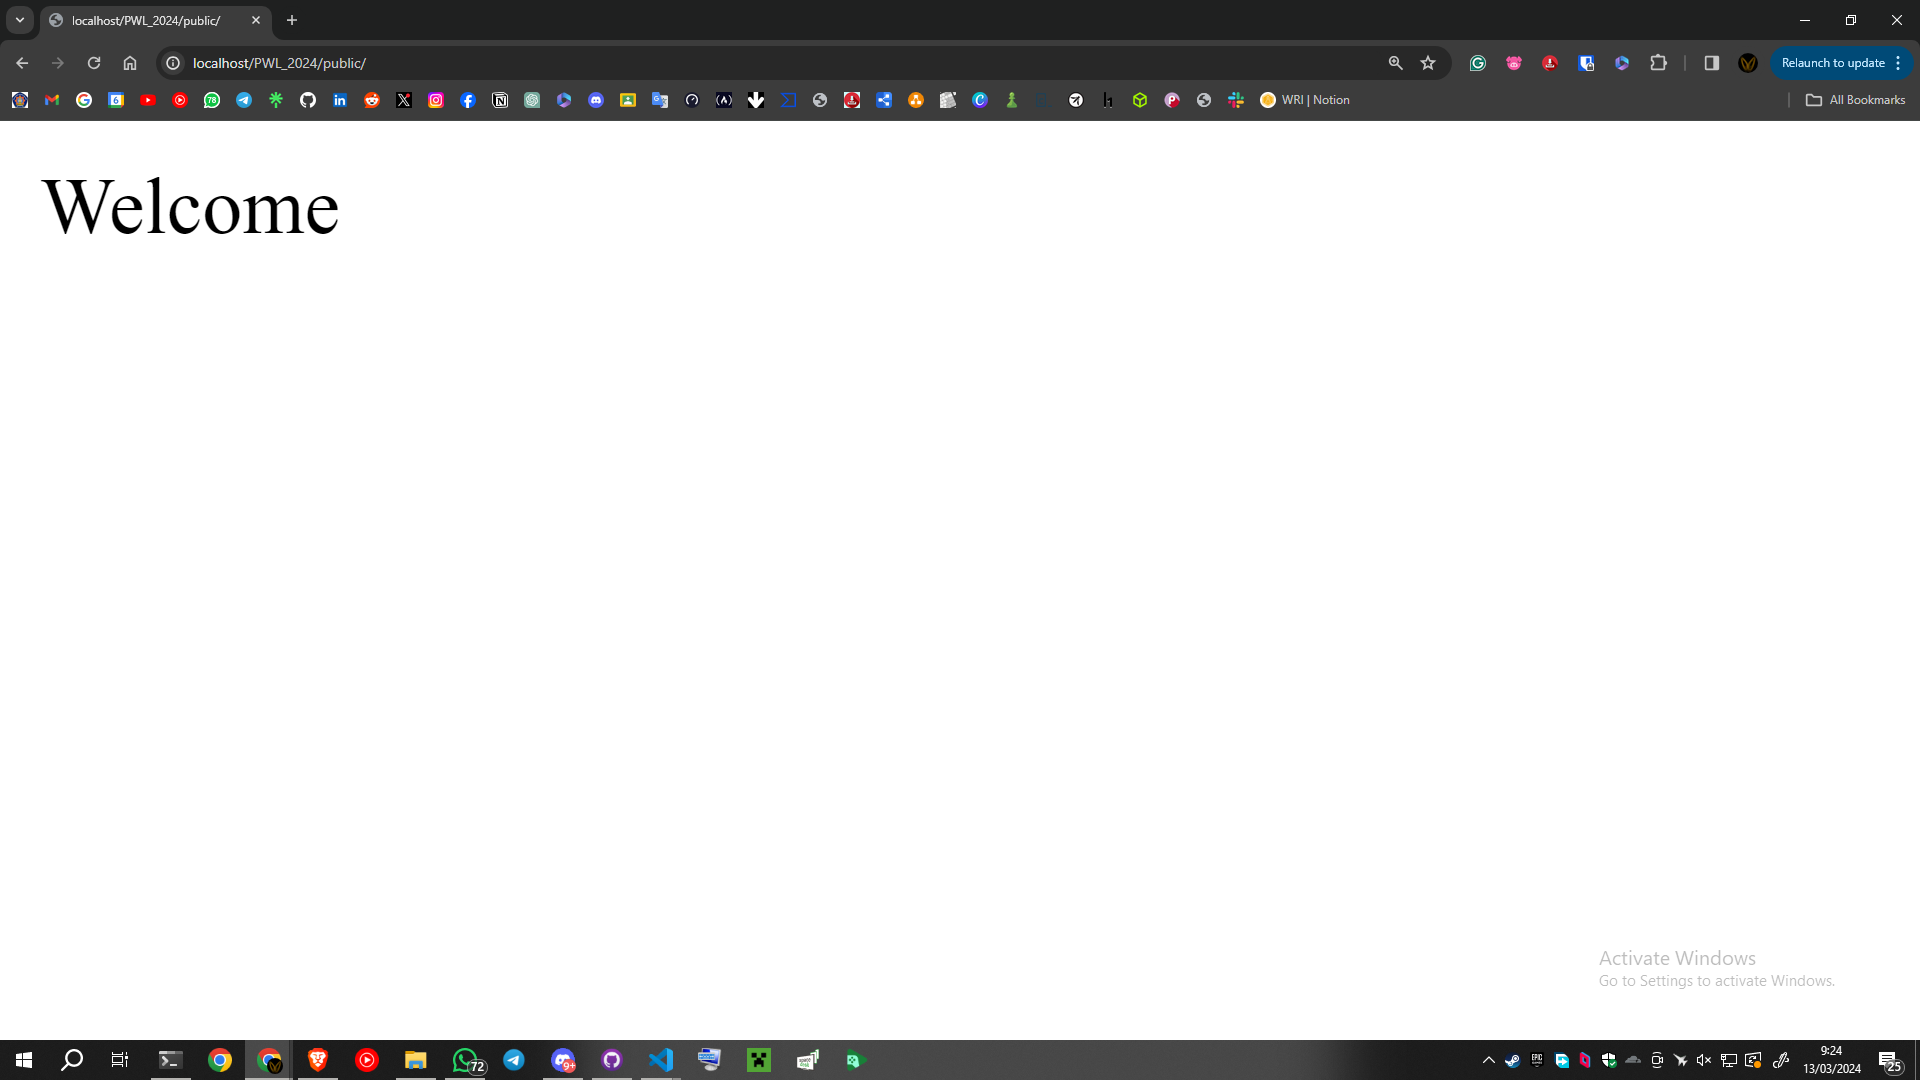 localhost/PWL_2024/public/
localhost/PWL_2024/public/
Relaunch to update
WRI | Notion
All Bookmarks
Welcome
Activate Windows
Go to Settings to activate Windows.
72
9+
9:24
13/03/2024
25